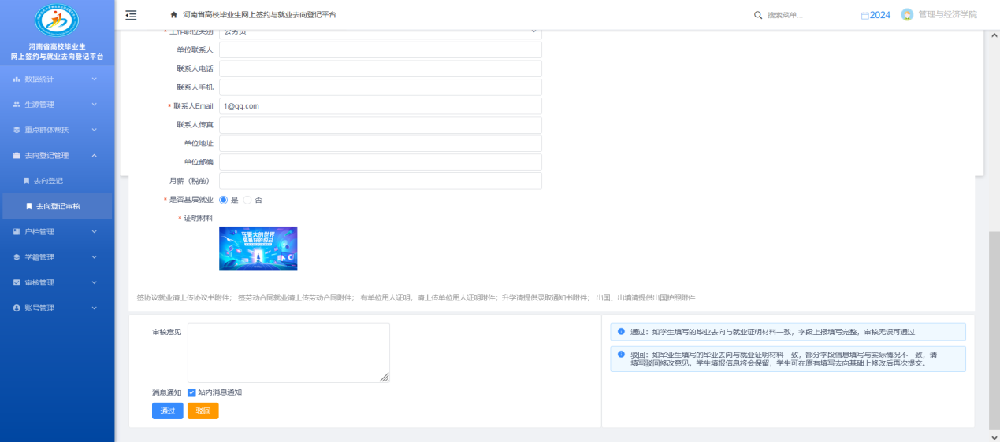 河南省高校毕业生网上签约与就业去向登记平台
搜索菜单...
2024
管理与经济学院
河南省高校毕业生
网上签约与就业去向登记平台
数据统计
生源管理
重点群体帮扶
去向登记管理
去向登记
去向登记审核
户档管理
学籍管理
审核管理
账号管理
* 工作职位类别 公务员
单位联系人
联系人电话
联系人手机
* 联系人Email 1@qq.com
联系人传真
单位地址
单位邮编
月薪（税前）
* 是否基层就业 是 否
* 证明材料
在更大的世界
做最好的自己
签协议就业请上传协议书附件； 签劳动合同就业请上传劳动合同附件； 有单位用人证明，请上传单位用人证明附件；升学请提供录取通知书附件； 出国、出境请提供出国护照附件
审核意见
消息通知 站内消息通知
通过 驳回
通过：如学生填写的毕业去向与就业证明材料一致，字段上报填写完整，审核无误可通过
驳回：如毕业生填写的毕业去向与就业证明材料一致，部分字段信息填写与实际情况不一致，请
填写驳回修改意见，学生填报信息将会保留，学生可在原有填写去向基础上修改后再次提交。